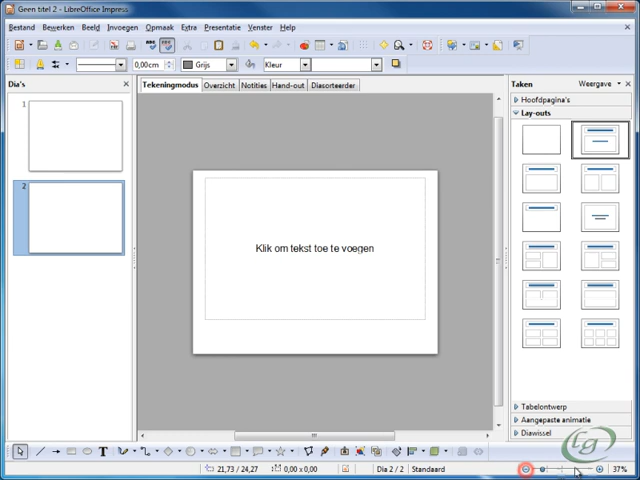 Geen titel 2 - LibreOffice Impress
Bestand Bewerken Beeld Invoegen Opmaak Extra Presentatie Venster Help
0,00cm Grijs Kleur
Dia's
Tekeningmodus Overzicht Notities Hand-out Diasorteerder
Taken Weergave
Hoofdpagina's
Lay-outs
1
2
Klik om tekst toe te voegen
Tabelontwerp
Aangepaste animatie
Diawissel
lg
21,73 / 24,27 0,00 x 0,00 Dia 2 / 2 Standaard 37%